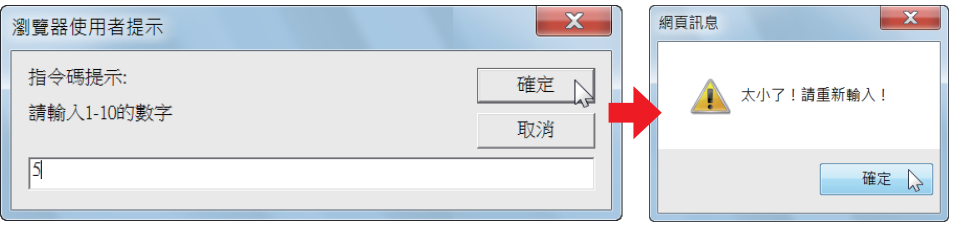 瀏覽器使用者提示
指令碼提示:
請輸入1-10的數字
確定
取消
5
網頁訊息
太小了！請重新輸入！
確定